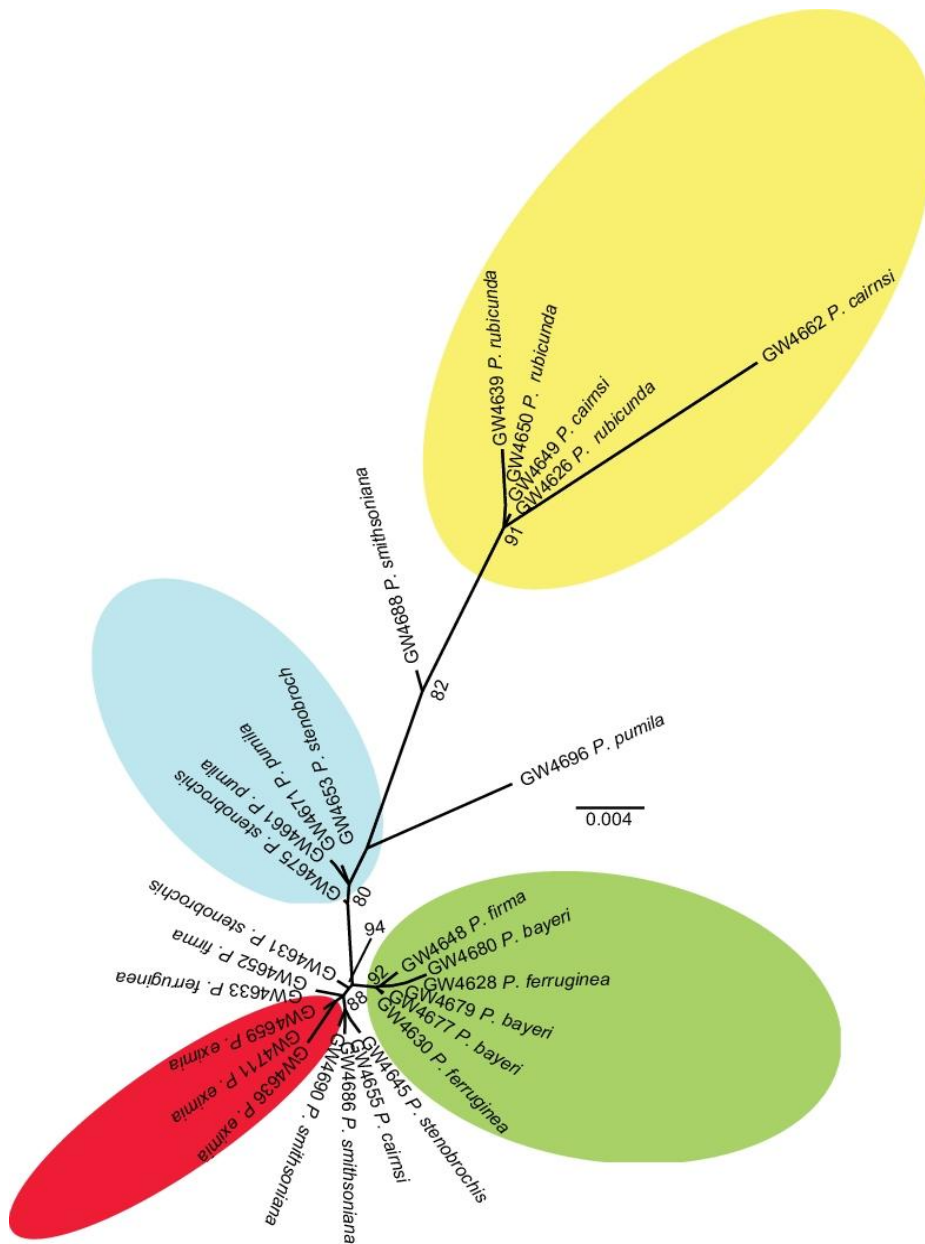 GW4662 P. cairnsi
GW4639 P. rubicunda
GW4650 P. rubicunda
GW4649 P. cairnsi
GW4626 P. rubicunda
91
GW4688 P. smithsoniana
82
GW4696 P. pumila
0.004
GW4653 P. stenobroch
GW4671 P. pumila
GW4661 P. pumila
GW4675 P. stenobrochis
80
94
GW4631 P. stenobrochis
GW4652 P. firma
GW4633 P. ferruginea
92
GW4648 P. firma
GW4680 P. bayeri
GW4628 P. ferruginea
GW4679 P. bayeri
GW4677 P. bayeri
GW4630 P. ferruginea
88
GW4659 P. eximia
GW4711 P. eximia
GW4636 P. eximia
GW4690 P. smithsoniana
GW4686 P. smithsoniana
GW4655 P. cairnsi
GW4645 P. stenobrochis